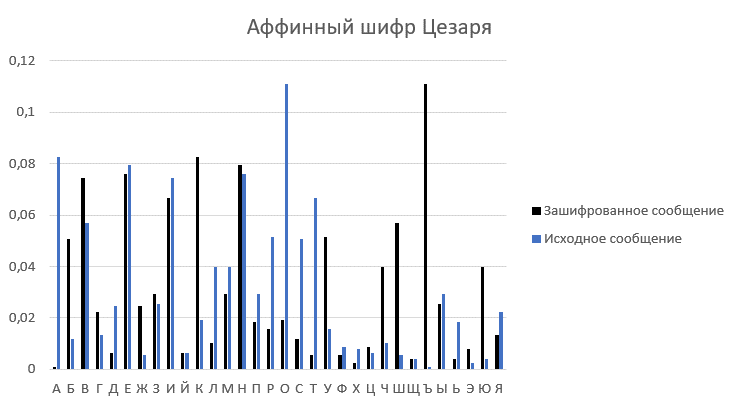 Аффинный шифр Цезаря
0,12
0,1
0,08
0,06
0,04
0,02
0
А Б В Г Д Е Ж З И Й К Л М Н П Р О С Т У Ф Х Ц Ч Ш Щ Ъ Ы Ь Э Ю Я
Зашифрованное сообщение
Исходное сообщение